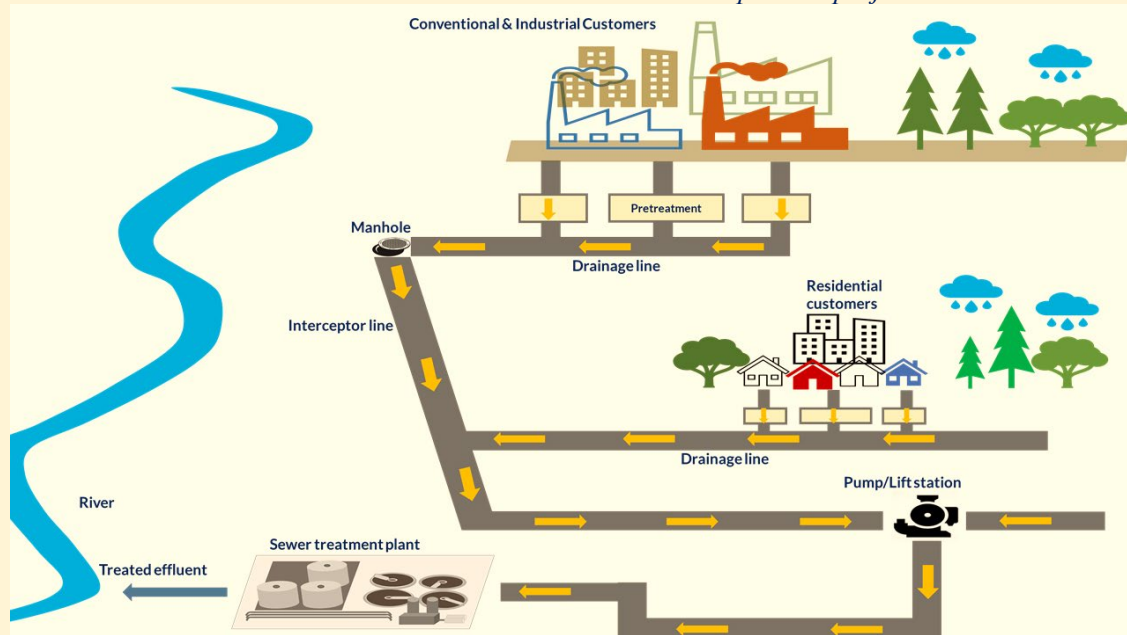 Conventional & Industrial Customers
Pretreatment
Manhole
Drainage line
Residential
customers
Interceptor line
Drainage line
Pump/Lift station
River
Sewer treatment plant
Treated effluent